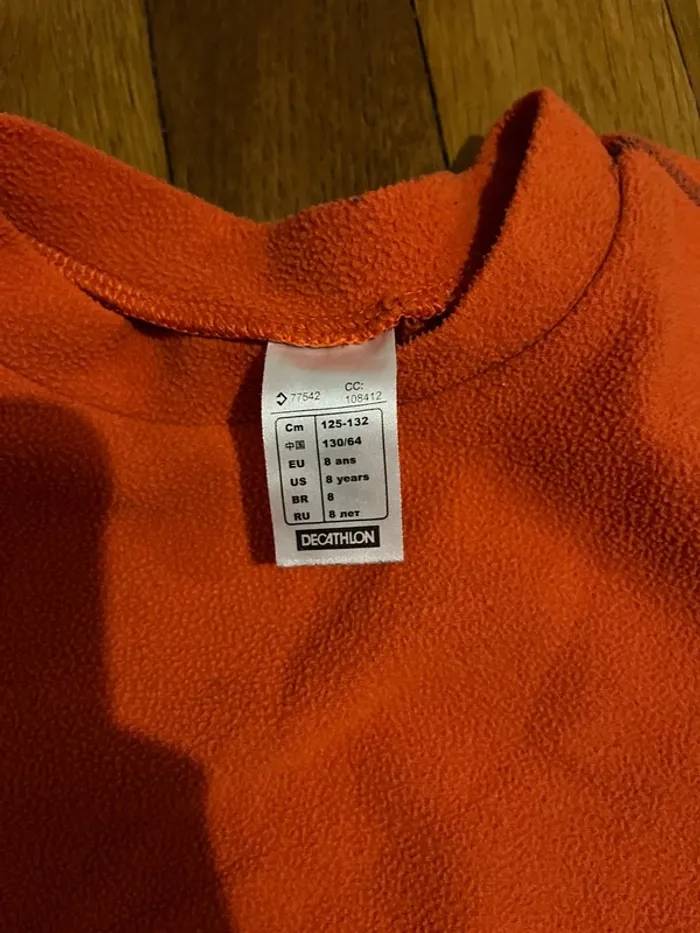 77542 CC: 108412
Cm 125-132
中国 130/64
EU 8 ans
US 8 years
BR 8
RU 8 лет
DECATHLON